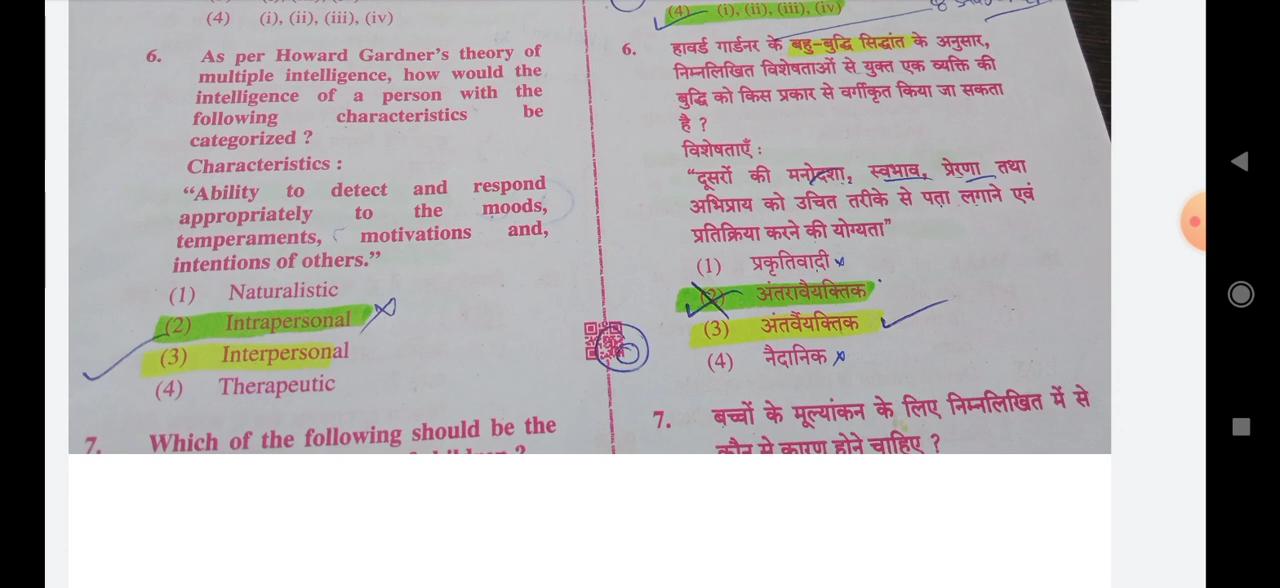 (4) (i), (ii), (iii), (iv)
6. As per Howard Gardner's theory of
multiple intelligence, how would the
intelligence of a person with the
following characteristics be
categorized ?
Characteristics :
“Ability to detect and respond
appropriately to the moods,
temperaments, motivations and,
intentions of others.”
(1) Naturalistic
(2) Intrapersonal
(3) Interpersonal
(4) Therapeutic
7. Which of the following should be the
(4) (i), (ii), (iii), (iv)
6. हावर्ड गार्डनर के बहु-बुद्धि सिद्धांत के अनुसार,
निम्नलिखित विशेषताओं से युक्त एक व्यक्ति की
बुद्धि को किस प्रकार से वर्गीकृत किया जा सकता
है ?
विशेषताएँ :
“दूसरों की मनोदशा, स्वभाव, प्रेरणा तथा
अभिप्राय को उचित तरीके से पता लगाने एवं
प्रतिक्रिया करने की योग्यता”
(1) प्रकृतिवादी
(2) अंतरावैयक्तिक
(3) अंतर्वैयक्तिक
(4) नैदानिक
7. बच्चों के मूल्यांकन के लिए निम्नलिखित में से
कौन से कारण होने चाहिए ?